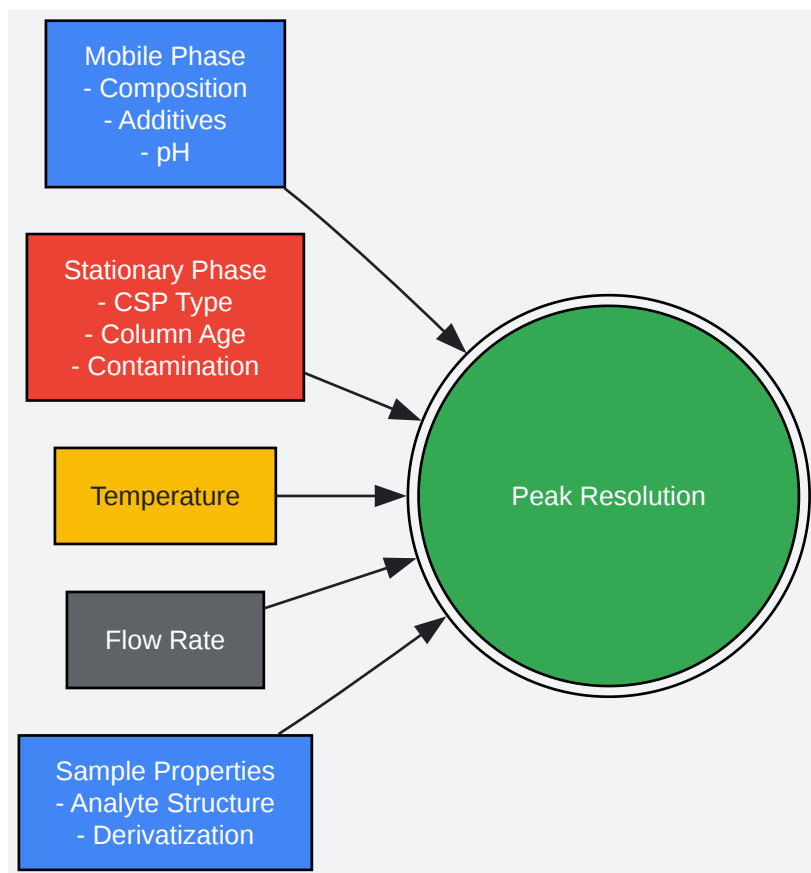 Mobile Phase
- Composition
- Additives
- pH
Stationary Phase
- CSP Type
- Column Age
- Contamination
Temperature
Peak Resolution
Flow Rate
Sample Properties
- Analyte Structure
- Derivatization